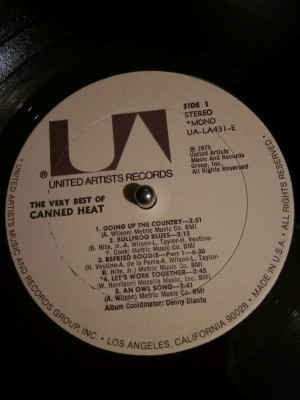 SIDE 1
STEREO
*MONO
UA-LA431-E
UA
®
UNITED ARTISTS RECORDS
℗ 1975
United Artists
Music And Records
Group, Inc.
All Rights Reserved
THE VERY BEST OF
CANNED HEAT
1. GOING UP THE COUNTRY—2:51
(A. Wilson) Metric Music Co. BMI
2. BULLFROG BLUES—2:15
(B. Hite, Jr.-A. Wilson-L. Taylor-H. Vestine-
F. Cook) Metric Music Co. BMI
3. REFRIED BOOGIE—Part 1—5:39
(H. Vestine-A. de la Parra-A. Wilson-L. Taylor-
B. Hite, Jr.) Metric Music Co. BMI
*4. LET'S WORK TOGETHER—2:45
(W. Harrison) Mozella Music Inc. BMI
5. AN OWL SONG—2:41
(A. Wilson) Metric Music Co. BMI
Album Coordinator: Denny Diante
• UNITED ARTISTS MUSIC AND RECORDS GROUP, INC. • LOS ANGELES, CALIFORNIA 90028 • MADE IN U.S.A. • ALL RIGHTS RESERVED •